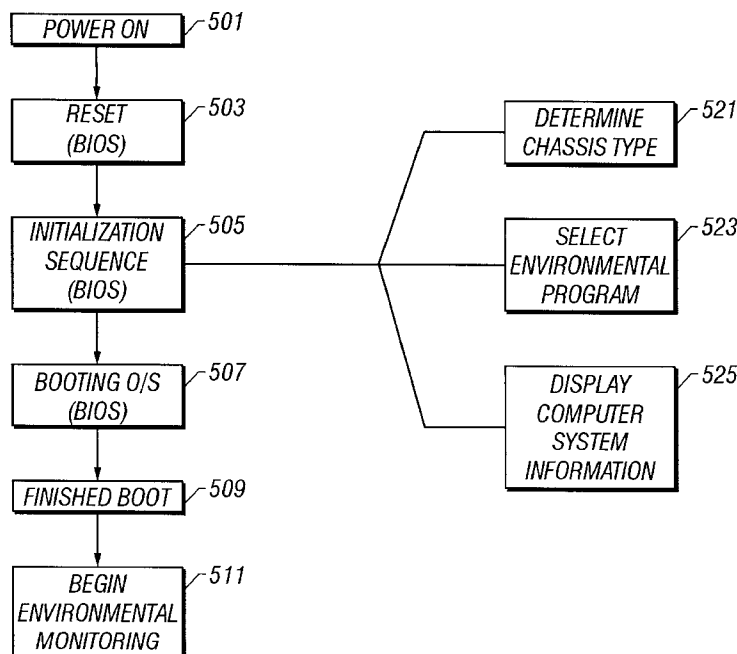 POWER ON
501
RESET
(BIOS)
503
INITIALIZATION
SEQUENCE
(BIOS)
505
BOOTING O/S
(BIOS)
507
FINISHED BOOT
509
BEGIN
ENVIRONMENTAL
MONITORING
511
DETERMINE
CHASSIS TYPE
521
SELECT
ENVIRONMENTAL
PROGRAM
523
DISPLAY
COMPUTER
SYSTEM
INFORMATION
525